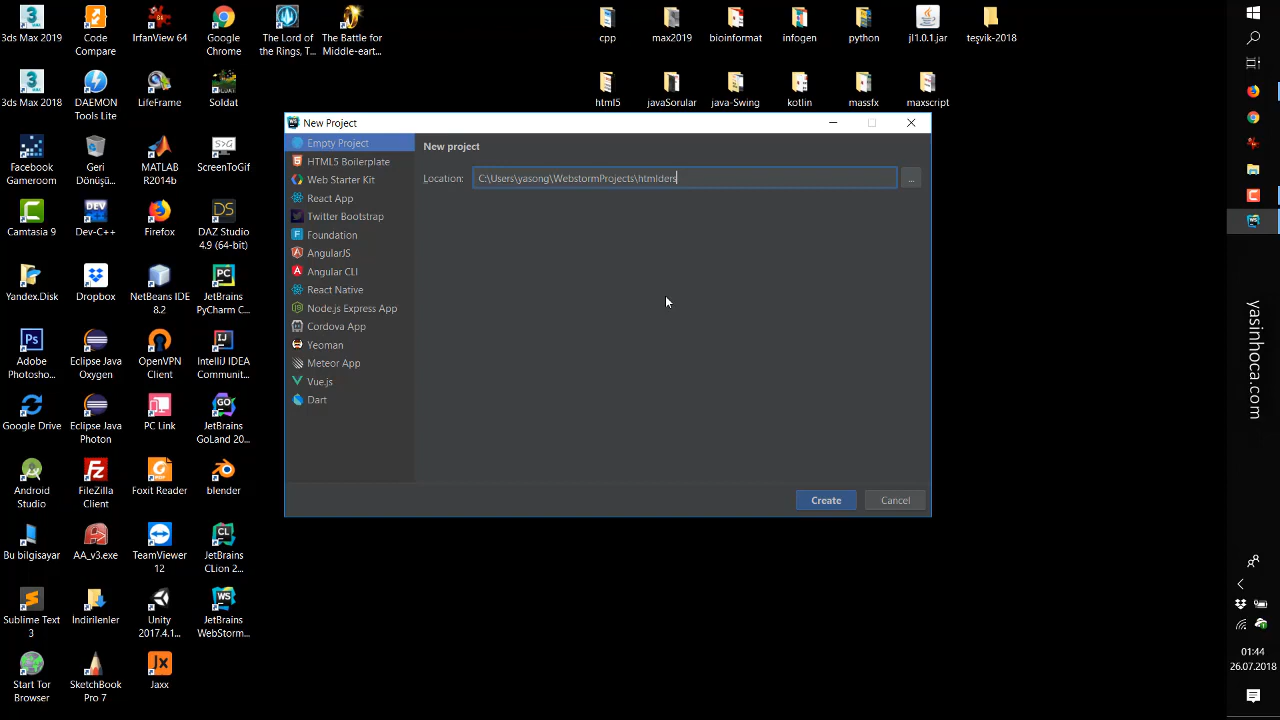 3ds Max 2019
Code Compare
IrfanView 64
Google Chrome
The Lord of the Rings, T...
The Battle for Middle-eart...
cpp
max2019
bioinformat
infogen
python
jl1.0.1.jar
teşvik-2018
3ds Max 2018
DAEMON Tools Lite
LifeFrame
Soldat
html5
javaSorular
java-Swing
kotlin
massfx
maxscript
Facebook Gameroom
Geri Dönüşü...
MATLAB R2014b
ScreenToGif
Camtasia 9
Dev-C++
Firefox
DAZ Studio 4.9 (64-bit)
Yandex.Disk
Dropbox
NetBeans IDE 8.2
JetBrains PyCharm C...
Adobe Photosho...
Eclipse Java Oxygen
OpenVPN Client
IntelliJ IDEA Communit...
Google Drive
Eclipse Java Photon
PC Link
JetBrains GoLand 20...
Android Studio
FileZilla Client
Foxit Reader
blender
Bu bilgisayar
AA_v3.exe
TeamViewer 12
JetBrains CLion 2...
Sublime Text 3
İndirilenler
Unity 2017.4.1...
JetBrains WebStorm...
Start Tor Browser
SketchBook Pro 7
Jaxx
New Project
Empty Project
HTML5 Boilerplate
Web Starter Kit
React App
Twitter Bootstrap
Foundation
AngularJS
Angular CLI
React Native
Node.js Express App
Cordova App
Yeoman
Meteor App
Vue.js
Dart
New project
Location: C:\Users\yasong\WebstormProjects\htmlders
...
Create
Cancel
yasinhoca.com
01:44
26.07.2018